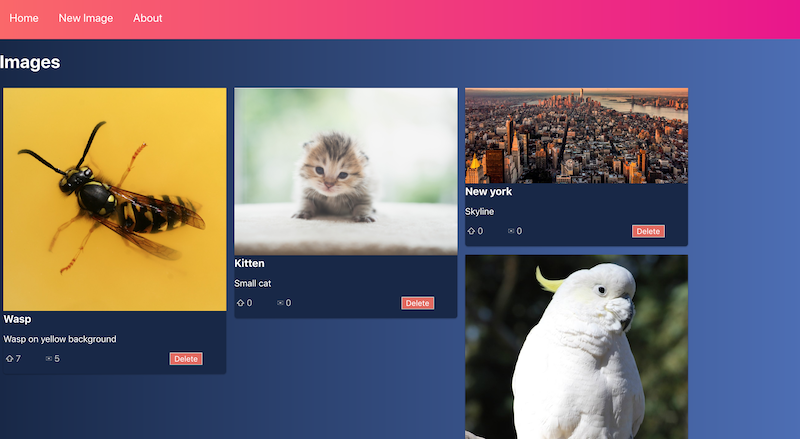 Home New Image About
Images
Wasp
Wasp on yellow background
7 5 Delete
Kitten
Small cat
0 0 Delete
New york
Skyline
0 0 Delete